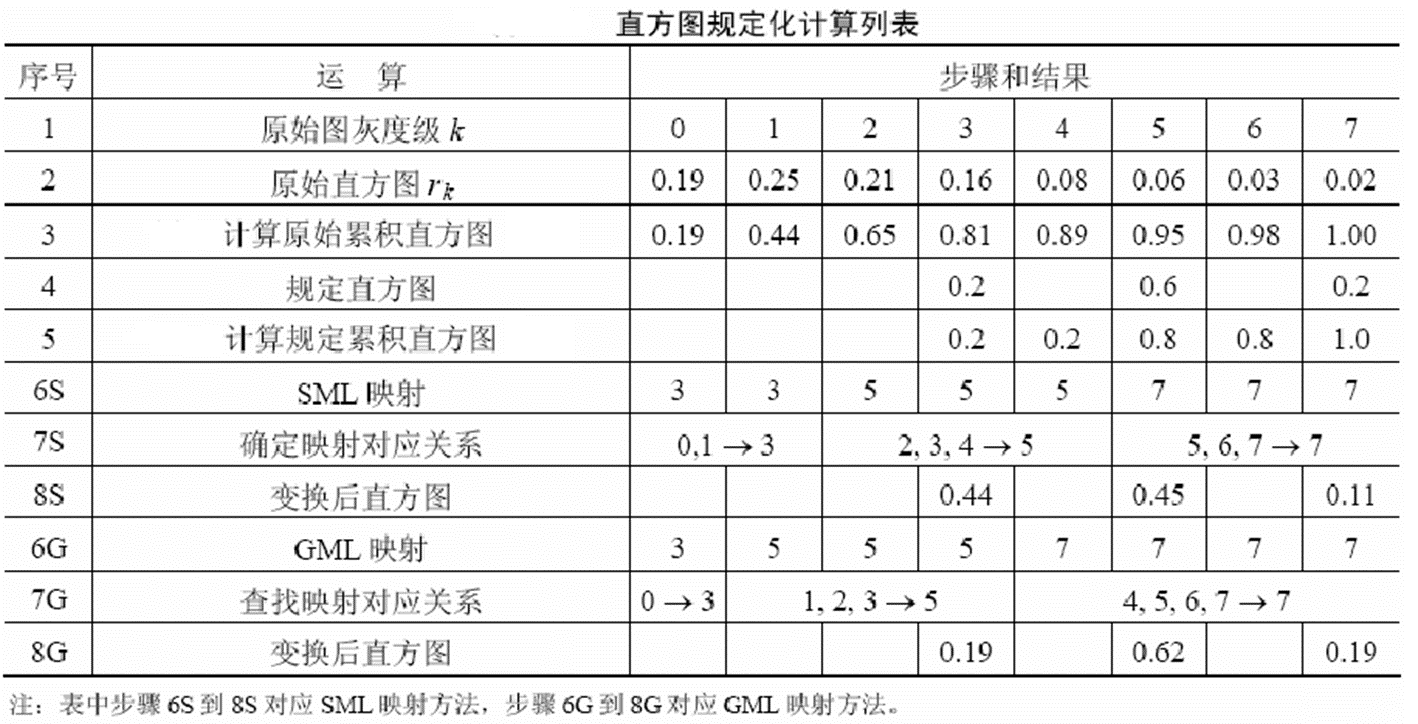 直方图规定化计算列表
序号 运 算 步骤和结果
1 原始图灰度级 k 0 1 2 3 4 5 6 7
2 原始直方图 rk 0.19 0.25 0.21 0.16 0.08 0.06 0.03 0.02
3 计算原始累积直方图 0.19 0.44 0.65 0.81 0.89 0.95 0.98 1.00
4 规定直方图 0.2 0.6 0.2
5 计算规定累积直方图 0.2 0.2 0.8 0.8 1.0
6S SML 映射 3 3 5 5 5 7 7 7
7S 确定映射对应关系 0,1 → 3 2, 3, 4 → 5 5, 6, 7 → 7
8S 变换后直方图 0.44 0.45 0.11
6G GML 映射 3 5 5 5 7 7 7 7
7G 查找映射对应关系 0 → 3 1, 2, 3 → 5 4, 5, 6, 7 → 7
8G 变换后直方图 0.19 0.62 0.19
注：表中步骤 6S 到 8S 对应 SML 映射方法，步骤 6G 到 8G 对应 GML 映射方法。